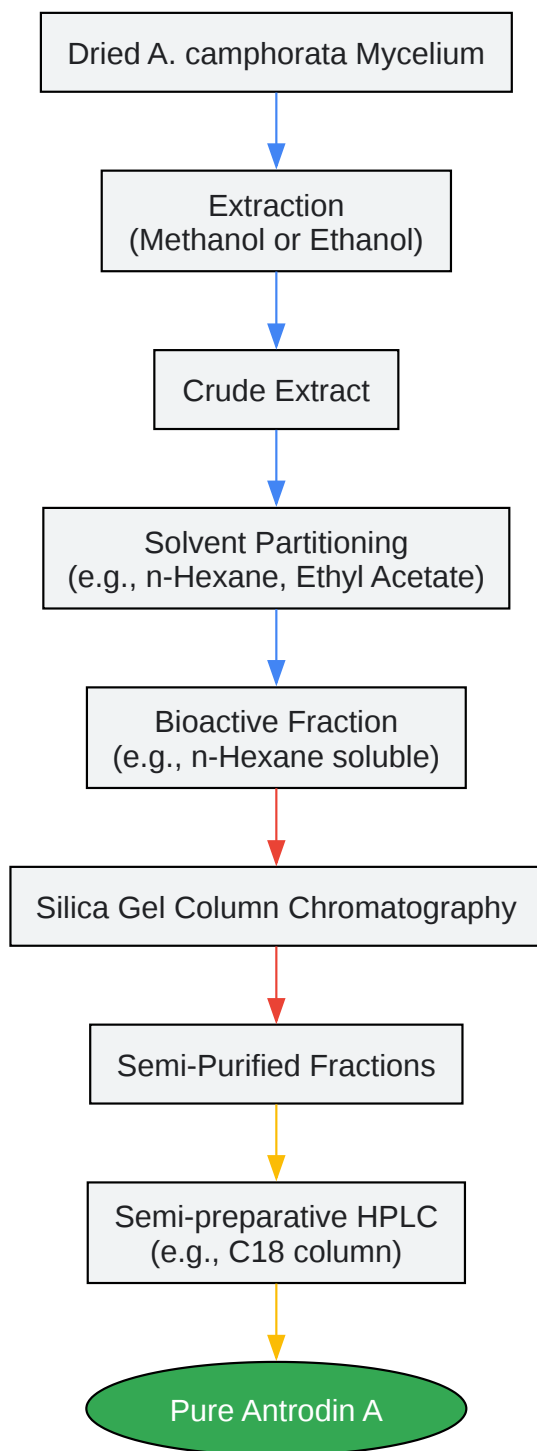 Dried A. camphorata Mycelium
Extraction
(Methanol or Ethanol)
Crude Extract
Solvent Partitioning
(e.g., n-Hexane, Ethyl Acetate)
Bioactive Fraction
(e.g., n-Hexane soluble)
Silica Gel Column Chromatography
Semi-Purified Fractions
Semi-preparative HPLC
(e.g., C18 column)
Pure Antrodin A